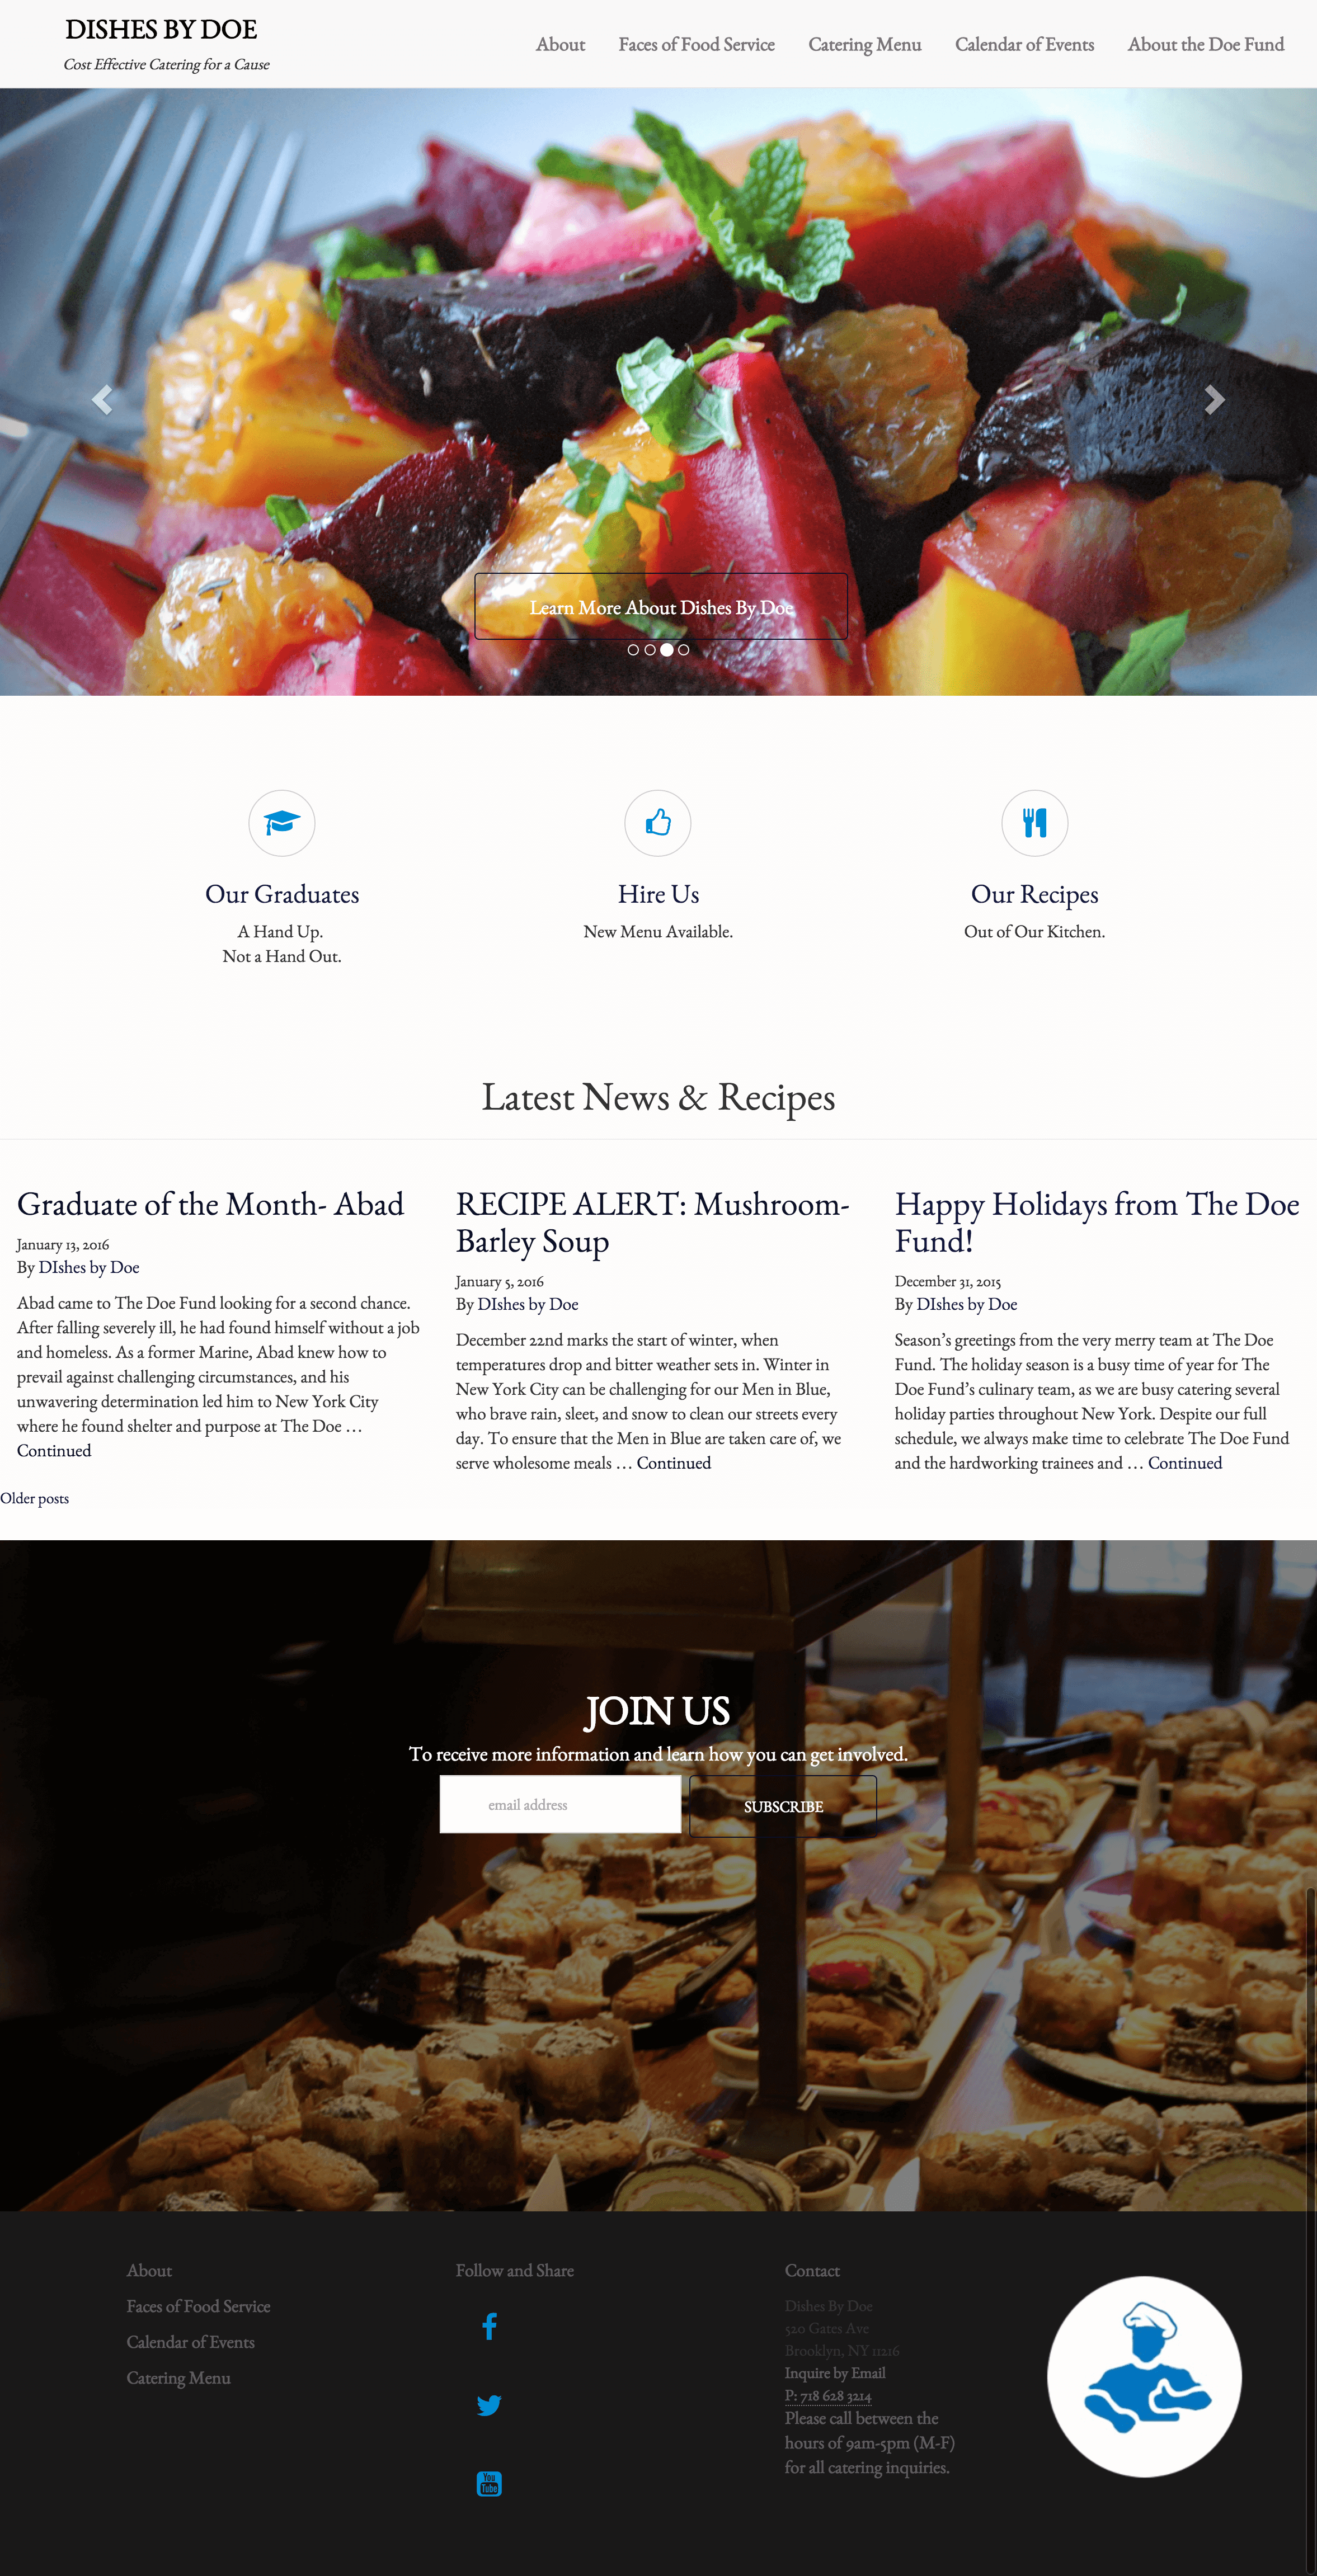 DISHES BY DOE
Cost Effective Catering for a Cause
About
Faces of Food Service
Catering Menu
Calendar of Events
About the Doe Fund
Learn More About Dishes By Doe
Our Graduates
A Hand Up.
Not a Hand Out.
Hire Us
New Menu Available.
Our Recipes
Out of Our Kitchen.
Latest News & Recipes
Graduate of the Month- Abad
January 13, 2016
By DIshes by Doe
Abad came to The Doe Fund looking for a second chance.
After falling severely ill, he had found himself without a job
and homeless. As a former Marine, Abad knew how to
prevail against challenging circumstances, and his
unwavering determination led him to New York City
where he found shelter and purpose at The Doe …
Continued
RECIPE ALERT: Mushroom-
Barley Soup
January 5, 2016
By DIshes by Doe
December 22nd marks the start of winter, when
temperatures drop and bitter weather sets in. Winter in
New York City can be challenging for our Men in Blue,
who brave rain, sleet, and snow to clean our streets every
day. To ensure that the Men in Blue are taken care of, we
serve wholesome meals … Continued
Happy Holidays from The Doe
Fund!
December 31, 2015
By DIshes by Doe
Season’s greetings from the very merry team at The Doe
Fund. The holiday season is a busy time of year for The
Doe Fund’s culinary team, as we are busy catering several
holiday parties throughout New York. Despite our full
schedule, we always make time to celebrate The Doe Fund
and the hardworking trainees and … Continued
Older posts
JOIN US
To receive more information and learn how you can get involved.
email address
SUBSCRIBE
About
Faces of Food Service
Calendar of Events
Catering Menu
Follow and Share
You
Tube
Contact
Dishes By Doe
520 Gates Ave
Brooklyn, NY 11216
Inquire by Email
P: 718 628 3214
Please call between the
hours of 9am-5pm (M-F)
for all catering inquiries.